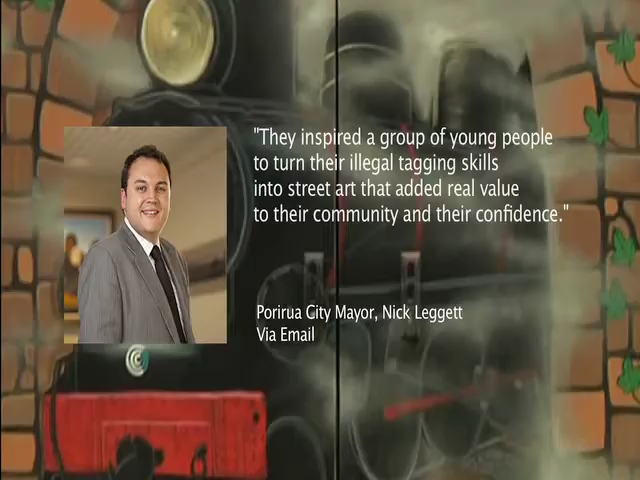 "They inspired a group of young people
to turn their illegal tagging skills
into street art that added real value
to their community and their confidence."
Porirua City Mayor, Nick Leggett
Via Email